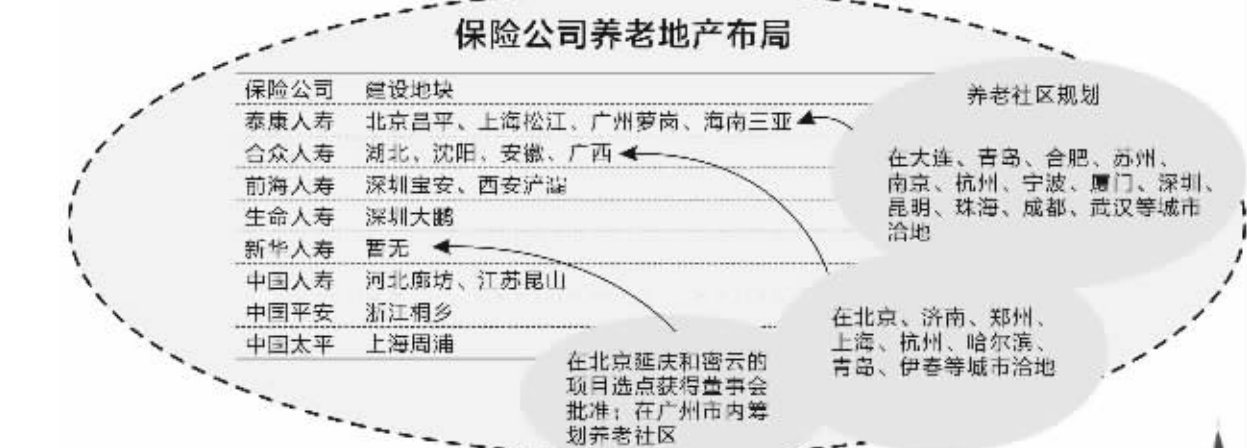 保险公司养老地产布局
保险公司 建设地块
泰康人寿 北京昌平、上海松江、广州萝岗、海南三亚
合众人寿 湖北、沈阳、安徽、广西
前海人寿 深圳宝安、西安浐灞
生命人寿 深圳大鹏
新华人寿 暂无
中国人寿 河北廊坊、江苏昆山
中国平安 浙江桐乡
中国太平 上海周浦
养老社区规划
在大连、青岛、合肥、苏州、
南京、杭州、宁波、厦门、深圳、
昆明、珠海、成都、武汉等城市
洽地
在北京、济南、郑州、
上海、杭州、哈尔滨、
青岛、伊春等城市洽地
在北京延庆和密云的
项目选点获得董事会
批准；在广州市内筹
划养老社区